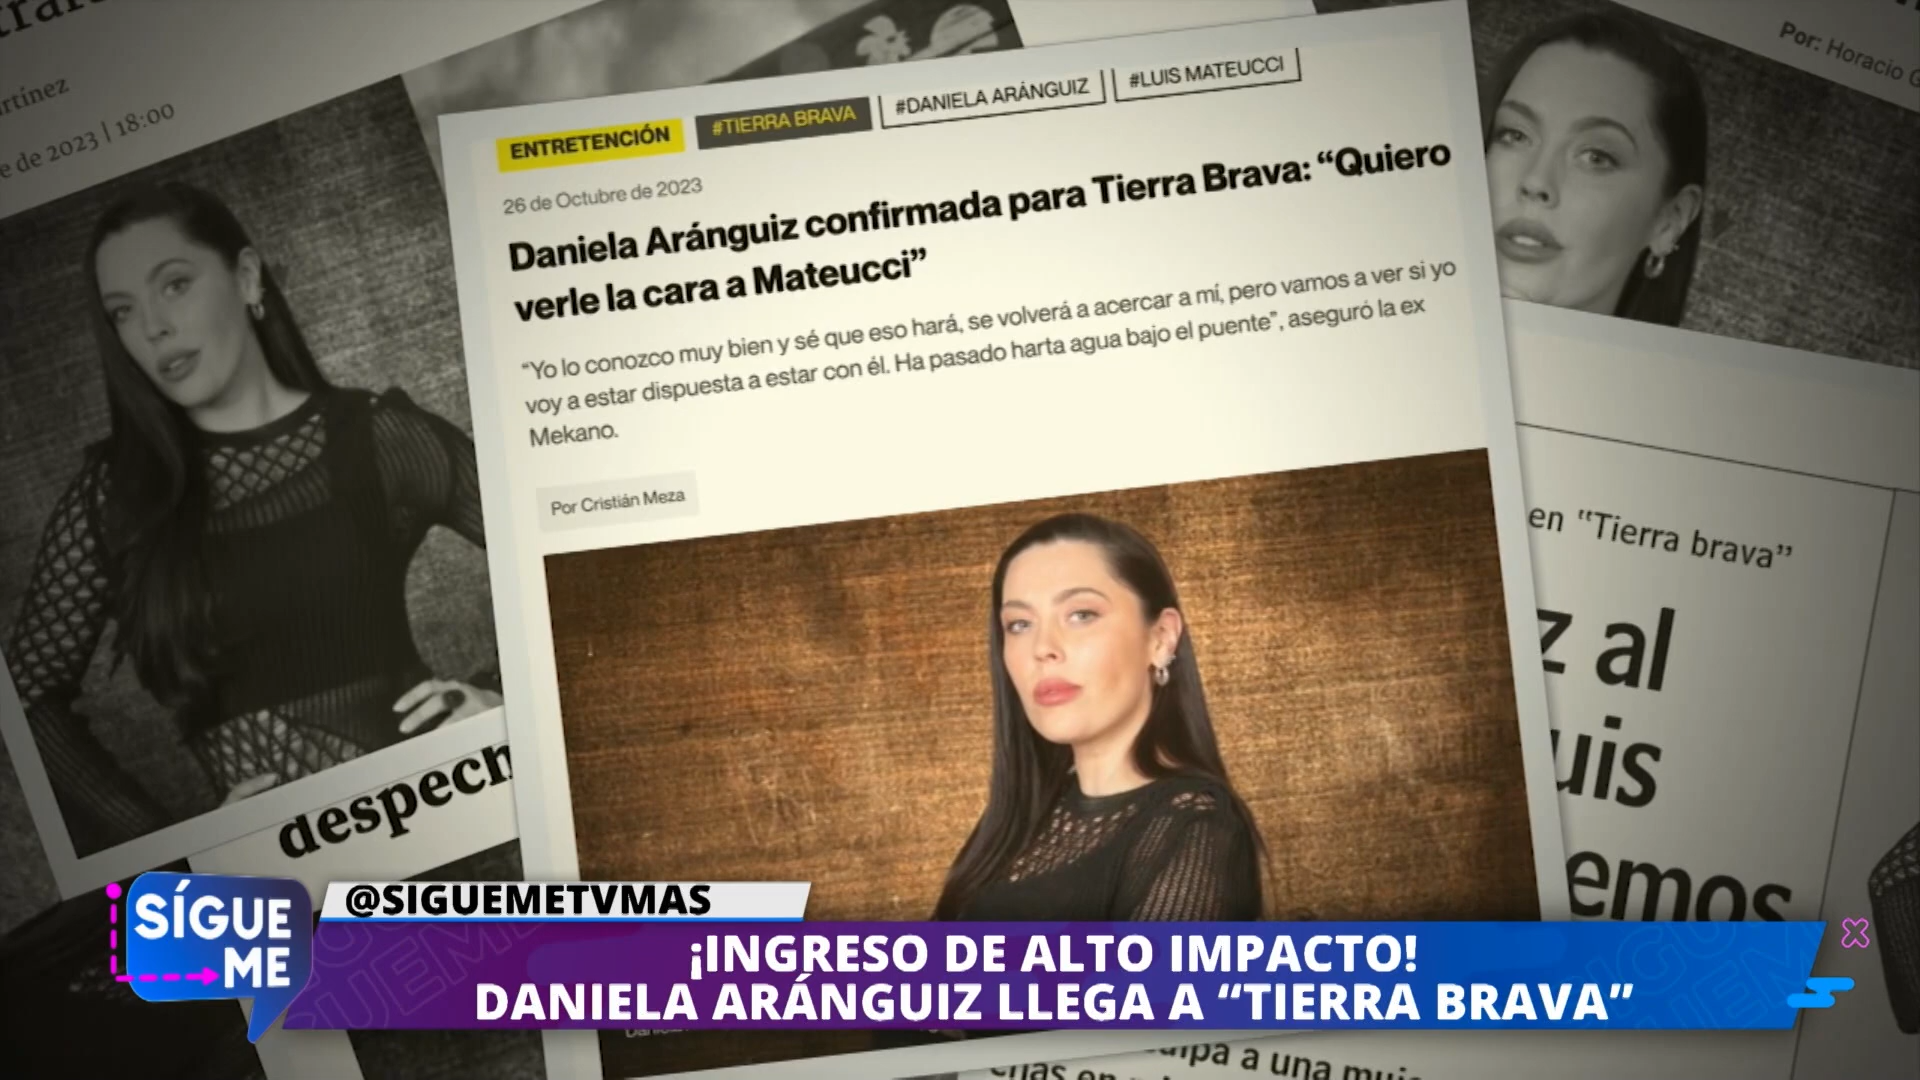 rtínez
e de 2023 | 18:00
Por: Horacio G
ENTRETENCIÓN
#TIERRA BRAVA
#DANIELA ARÁNGUIZ
#LUIS MATEUCCI
26 de Octubre de 2023
Daniela Aránguiz confirmada para Tierra Brava: “Quiero
verle la cara a Mateucci”
“Yo lo conozco muy bien y sé que eso hará, se volverá a acercar a mí, pero vamos a ver si yo
voy a estar dispuesta a estar con él. Ha pasado harta agua bajo el puente”, aseguró la ex
Mekano.
Por Cristián Meza
en “Tierra brava”
z al
uis
emos
despech
SÍGUE
ME
@SIGUEMETVMAS
¡INGRESO DE ALTO IMPACTO!
DANIELA ARÁNGUIZ LLEGA A “TIERRA BRAVA”
ulpa a una muje